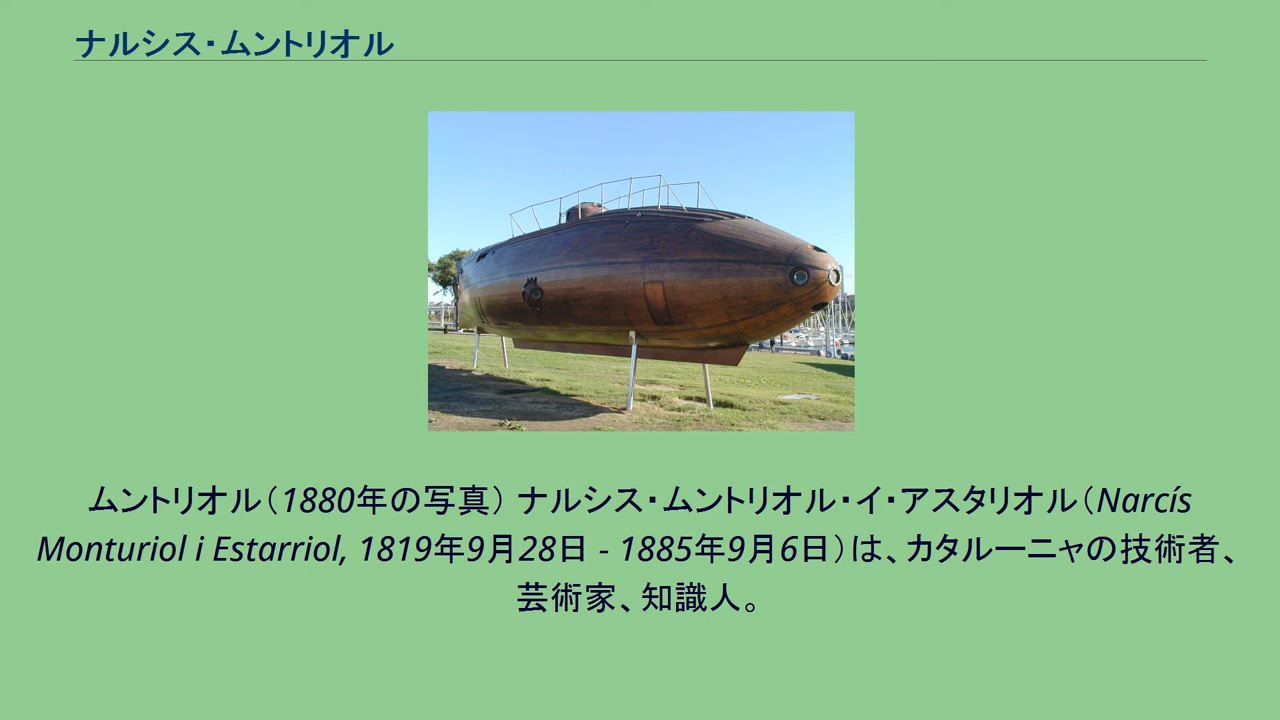 ナルシス・ムントリオル
ムントリオル（1880年の写真） ナルシス・ムントリオル・イ・アスタリオル（Narcís
Monturiol i Estarriol, 1819年9月28日 - 1885年9月6日）は、カタルーニャの技術者、
芸術家、知識人。